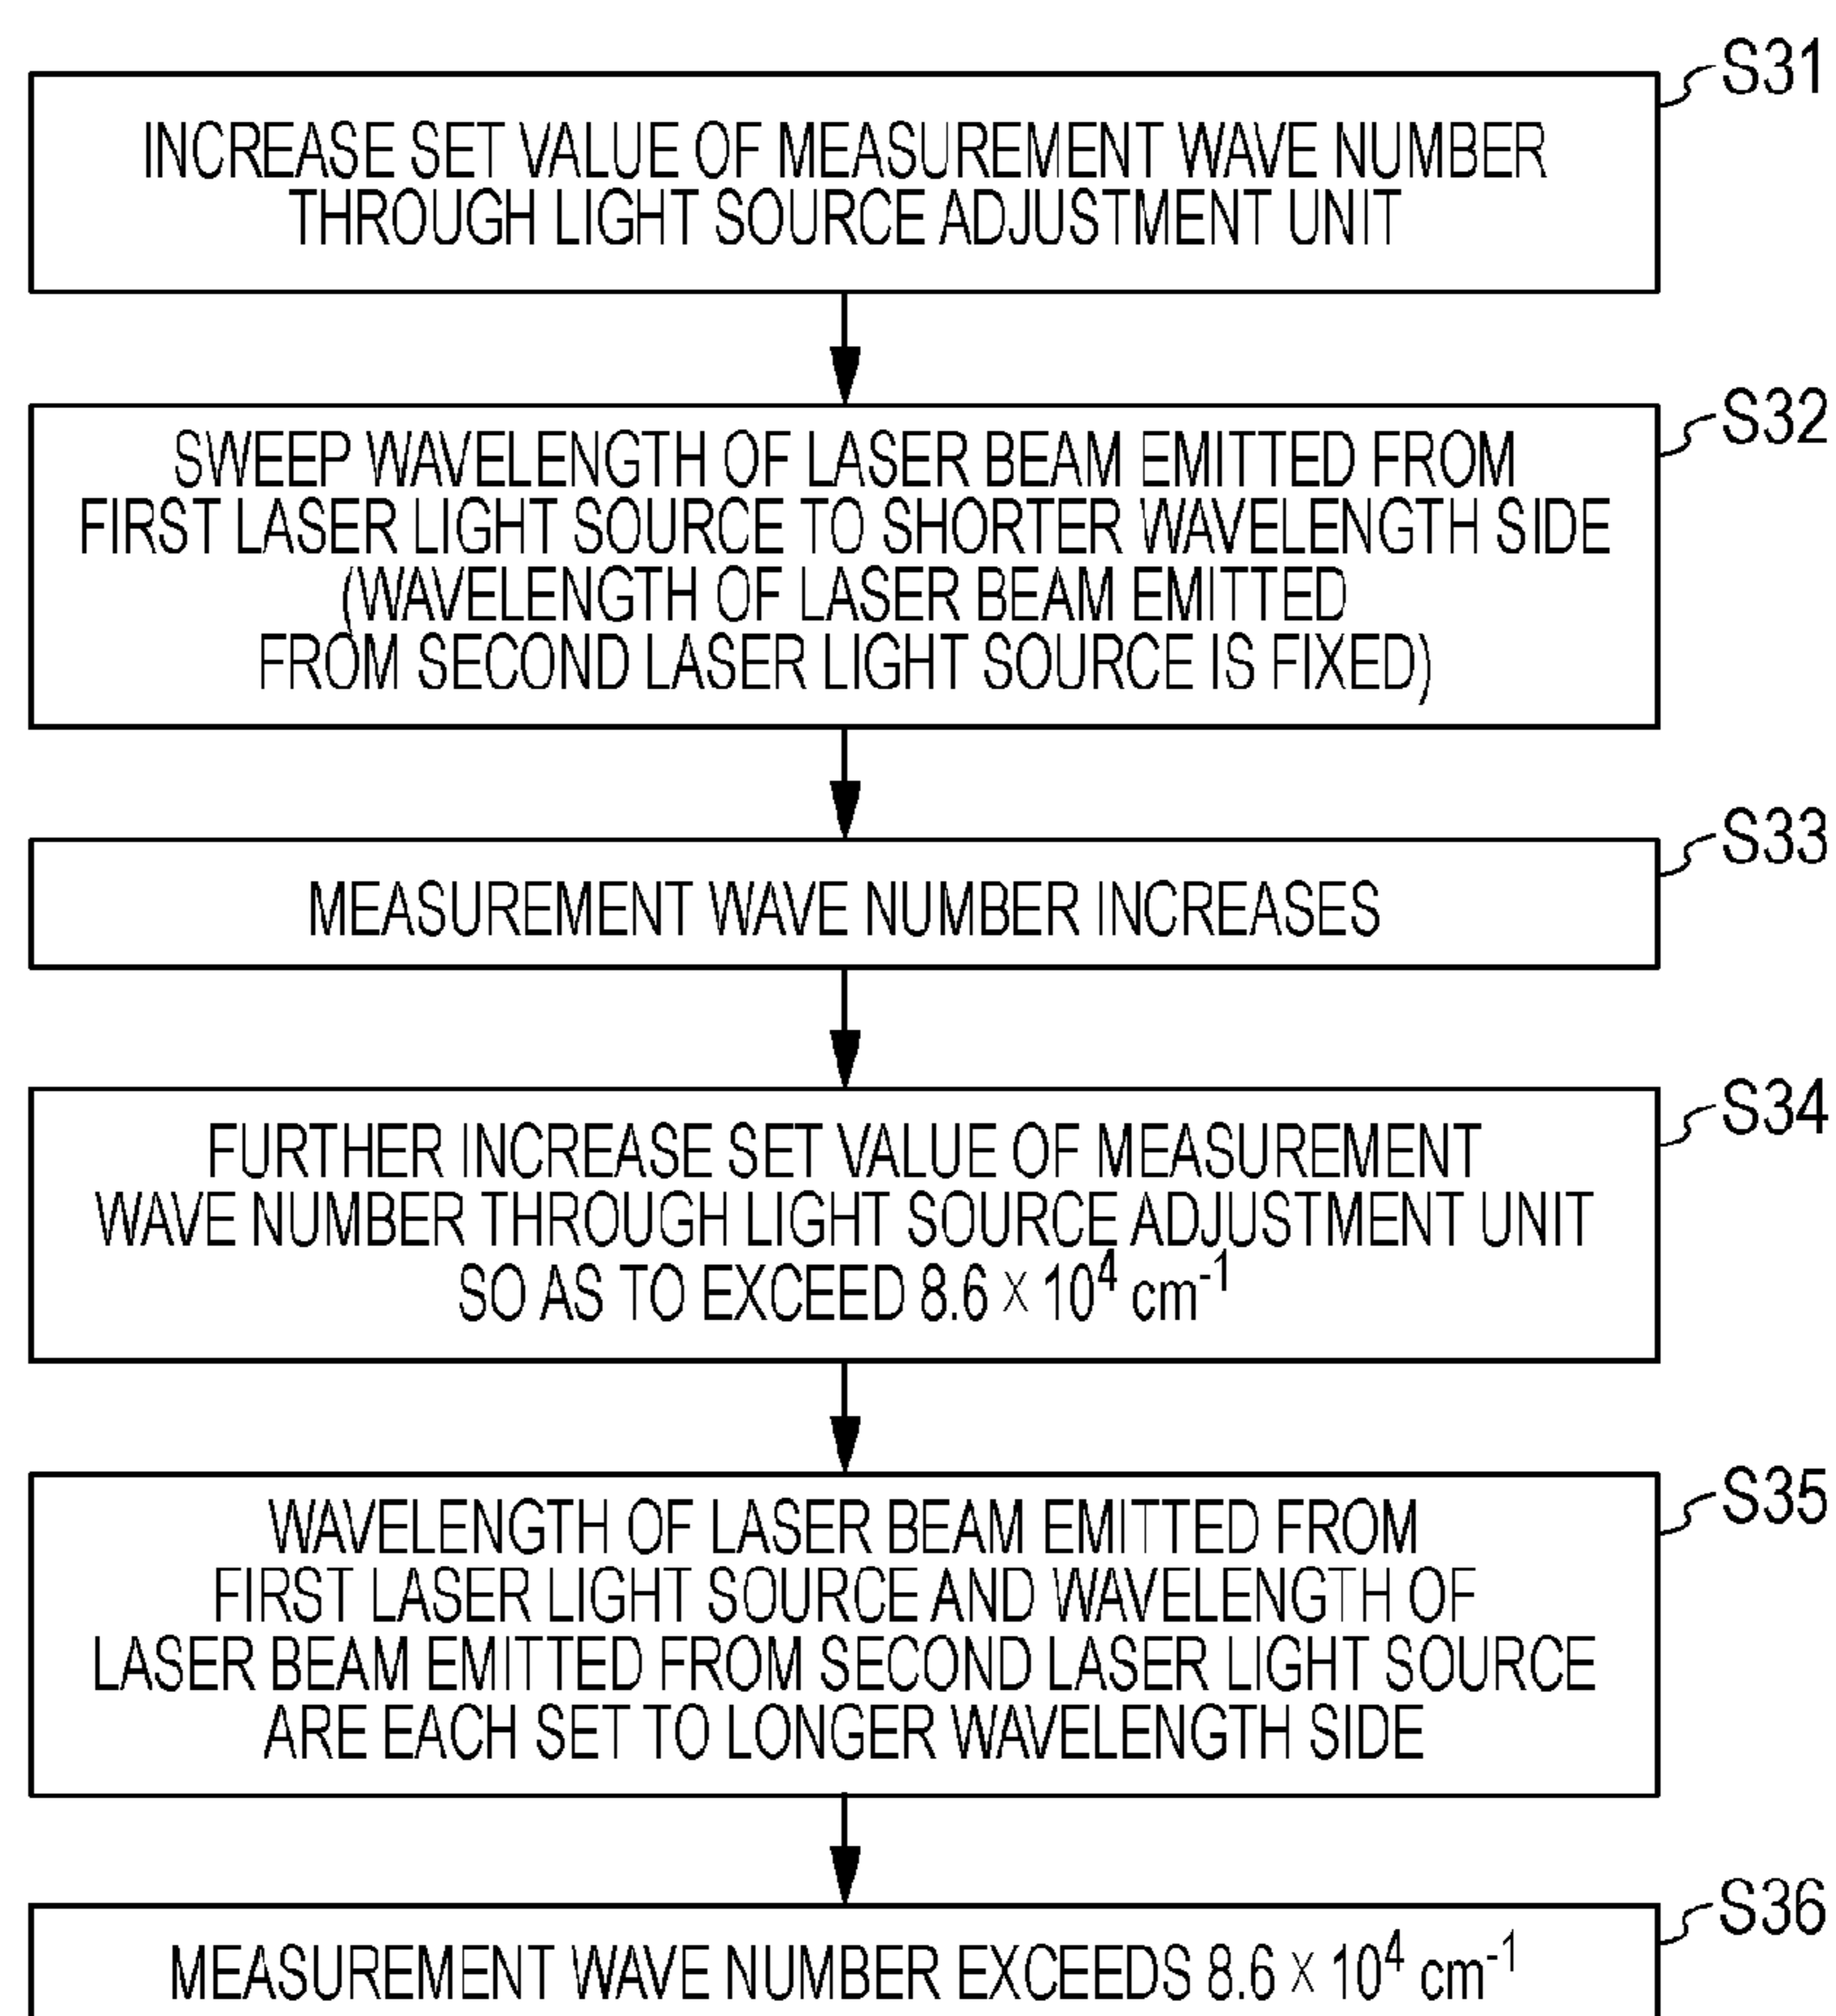 S31
INCREASE SET VALUE OF MEASUREMENT WAVE NUMBER
THROUGH LIGHT SOURCE ADJUSTMENT UNIT
S32
SWEEP WAVELENGTH OF LASER BEAM EMITTED FROM
FIRST LASER LIGHT SOURCE TO SHORTER WAVELENGTH SIDE
(WAVELENGTH OF LASER BEAM EMITTED
FROM SECOND LASER LIGHT SOURCE IS FIXED)
S33
MEASUREMENT WAVE NUMBER INCREASES
S34
FURTHER INCREASE SET VALUE OF MEASUREMENT
WAVE NUMBER THROUGH LIGHT SOURCE ADJUSTMENT UNIT
SO AS TO EXCEED 8.6 × 10⁴ cm⁻¹
S35
WAVELENGTH OF LASER BEAM EMITTED FROM
FIRST LASER LIGHT SOURCE AND WAVELENGTH OF
LASER BEAM EMITTED FROM SECOND LASER LIGHT SOURCE
ARE EACH SET TO LONGER WAVELENGTH SIDE
S36
MEASUREMENT WAVE NUMBER EXCEEDS 8.6 × 10⁴ cm⁻¹